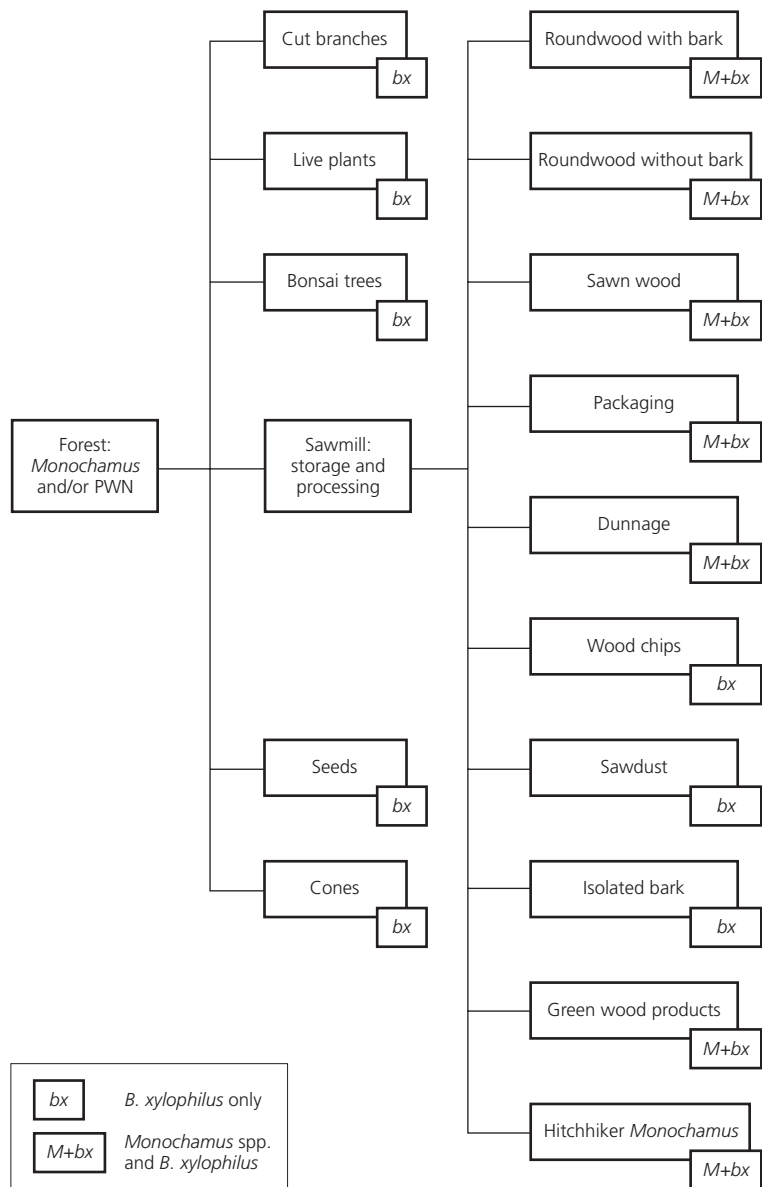 Cut branches
bx
Live plants
bx
Bonsai trees
bx
Forest:
Monochamus
and/or PWN
Sawmill:
storage and
processing
Seeds
bx
Cones
bx
Roundwood with bark
M+bx
Roundwood without bark
M+bx
Sawn wood
M+bx
Packaging
M+bx
Dunnage
M+bx
Wood chips
bx
Sawdust
bx
Isolated bark
bx
Green wood products
M+bx
Hitchhiker Monochamus
M+bx
bx
B. xylophilus only
M+bx
Monochamus spp.
and B. xylophilus